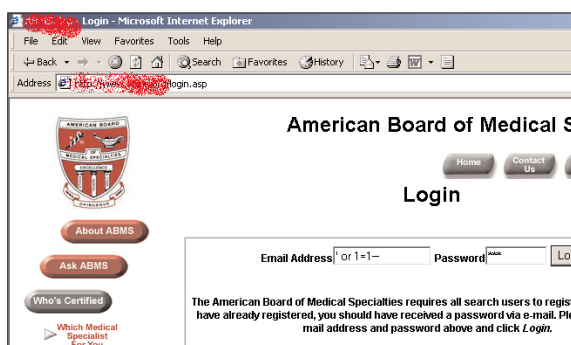 Login - Microsoft Internet Explorer
File Edit View Favorites Tools Help
Back Search Favorites History
Address login.asp
AMERICAN BOARD
OF MEDICAL SPECIALTIES
EXCELLENCE
American Board of Medical S
Home Contact Us
Login
About ABMS
Ask ABMS
Who's Certified
Which Medical
Specialist
For You
Email Address ' or 1=1-- Password *** Lo
The American Board of Medical Specialties requires all search users to regist
have already registered, you should have received a password via e-mail. Ple
mail address and password above and click Login.